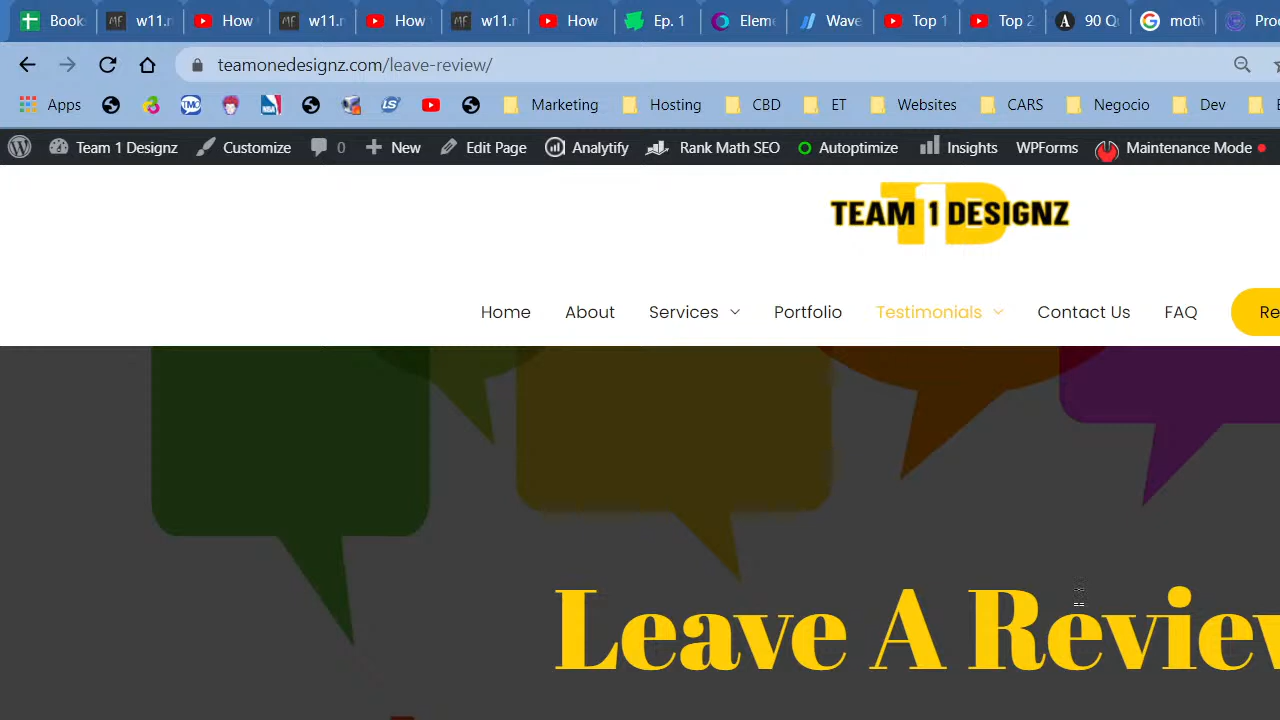 Book How w11.r How w11.r How Ep. 1 Elem Wave Top 1 Top 2 90 Q motiv Pro
teamonedesignz.com/leave-review/
Apps Marketing Hosting CBD ET Websites CARS Negocio Dev
Team 1 Designz Customize 0 New Edit Page Analytify Rank Math SEO Autoptimize Insights WPForms Maintenance Mode
TEAM 1 DESIGNZ
Home About Services Portfolio Testimonials Contact Us FAQ Re
Leave A Review